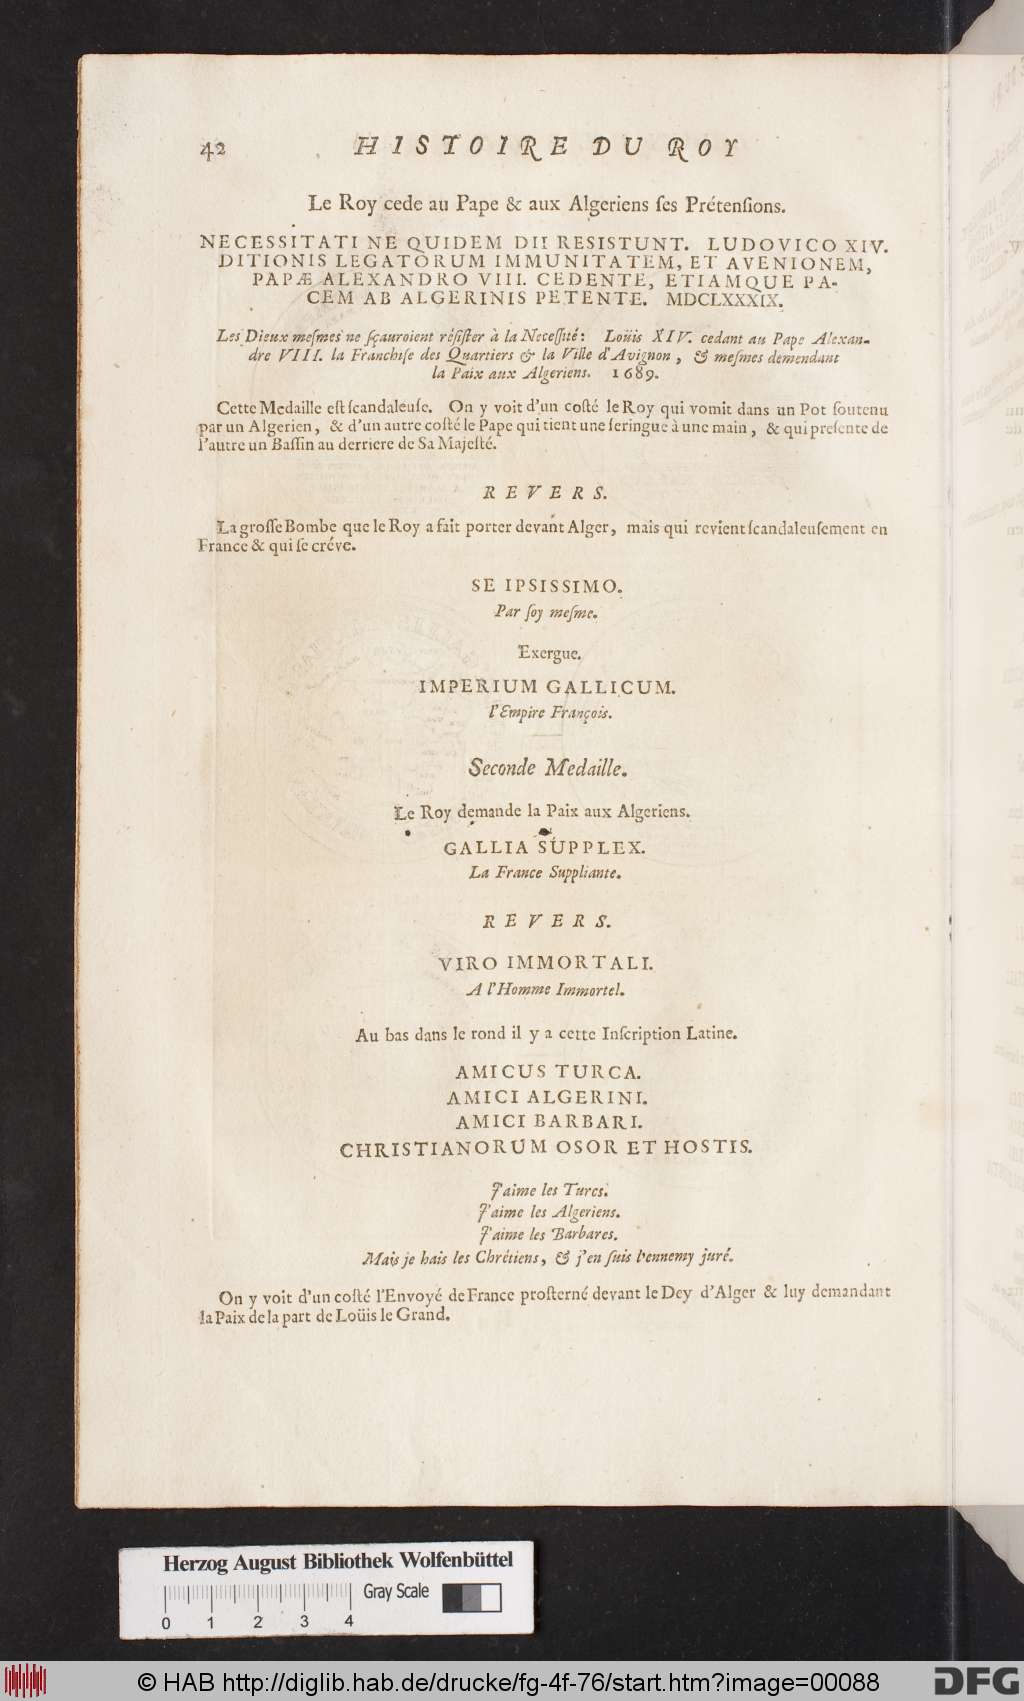 42 HISTOIRE DU ROY
Le Roy cede au Pape & aux Algeriens ſes Prétenſions.
NECESSITATI NE QUIDEM DII RESISTUNT. LUDOVICO XIV.
DITIONIS LEGATORUM IMMUNITATEM, ET AVENIONEM,
PAPÆ ALEXANDRO VIII. CEDENTE, ETIAMQUE PA-
CEM AB ALGERINIS PETENTE. MDCLXXXIX.
Les Dieux meſmes ne ſçauroient réſiſter à la Neceſſité: Loüis XIV. cedant au Pape Alexan-
dre VIII. la Franchiſe des Quartiers & la Ville d'Avignon, & meſmes demendant
la Paix aux Algeriens. 1689.
Cette Medaille eſt ſcandaleuſe. On y voit d'un coſté le Roy qui vomit dans un Pot ſoutenu
par un Algerien, & d'un autre coſté le Pape qui tient une ſeringue à une main, & qui preſente de
l'autre un Baſſin au derriere de Sa Majeſté.
REVERS.
La groſſe Bombe que le Roy a fait porter devant Alger, mais qui revient ſcandaleuſement en
France & qui ſe créve.
SE IPSISSIMO.
Par ſoy meſme.
Exergue.
IMPERIUM GALLICUM.
l'Empire François.
Seconde Medaille.
Le Roy demande la Paix aux Algeriens.
GALLIA SUPPLEX.
La France Suppliante.
REVERS.
VIRO IMMORTALI.
A l'Homme Immortel.
Au bas dans le rond il y a cette Inſcription Latine.
AMICUS TURCA.
AMICI ALGERINI.
AMICI BARBARI.
CHRISTIANORUM OSOR ET HOSTIS.
J'aime les Turcs.
J'aime les Algeriens.
J'aime les Barbares.
Mais je hais les Chrétiens, & j'en ſuis l'ennemy juré.
On y voit d'un coſté l'Envoyé de France proſterné devant le Dey d'Alger & luy demandant
la Paix de la part de Loüis le Grand.
Herzog August Bibliothek Wolfenbüttel
Gray Scale
0 1 2 3 4
© HAB http://diglib.hab.de/drucke/fg-4f-76/start.htm?image=00088
DFG